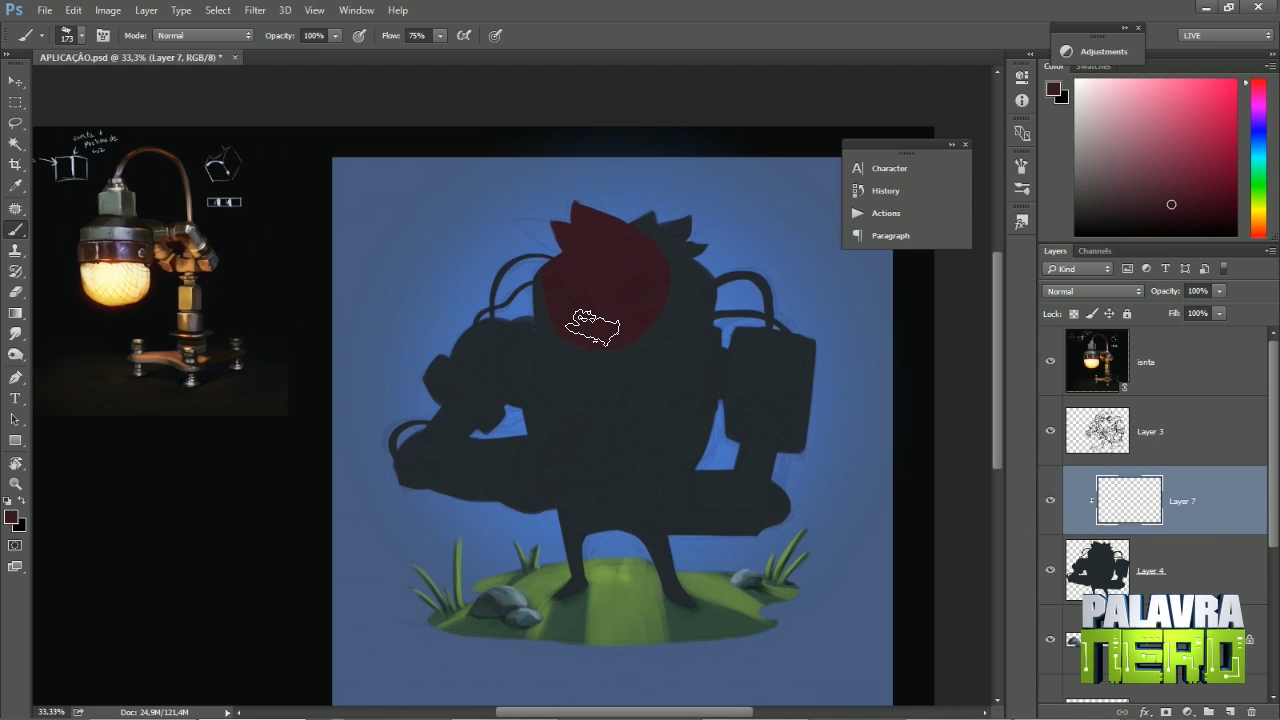 Ps File Edit Image Layer Type Select Filter 3D View Window Help
173 Mode: Normal Opacity: 100% Flow: 75%
Adjustments
LIVE
APLICAÇÃO.psd @ 33,3% (Layer 7, RGB/8) *
Color Swatches
Character
History
Actions
Paragraph
Layers Channels
Kind
Normal Opacity: 100%
Lock: Fill: 100%
isnta
Layer 3
Layer 7
Layer 4
PALAVRA
NERD
33,33% Doc: 24,9M/121,4M